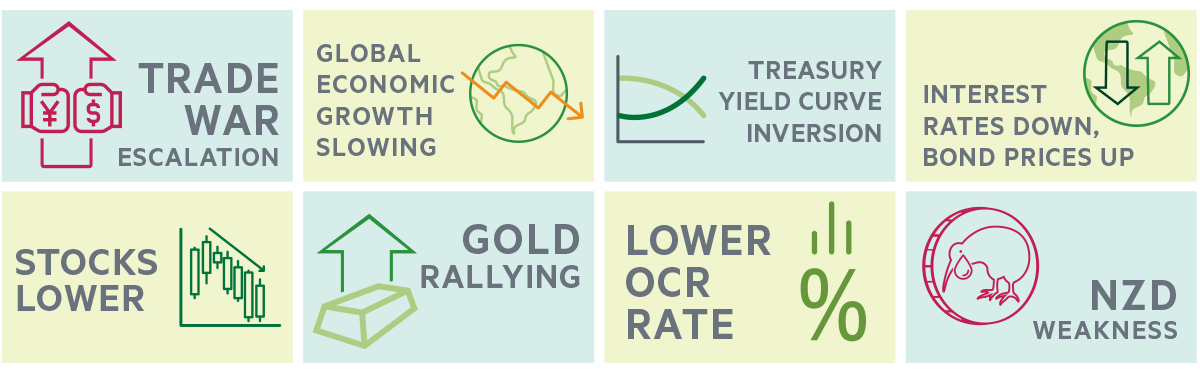 TRADE
WAR
ESCALATION
¥ $
GLOBAL
ECONOMIC
GROWTH
SLOWING
TREASURY
YIELD CURVE
INVERSION
INTEREST
RATES DOWN,
BOND PRICES UP
STOCKS
LOWER
GOLD
RALLYING
LOWER
OCR
RATE
%
NZD
WEAKNESS